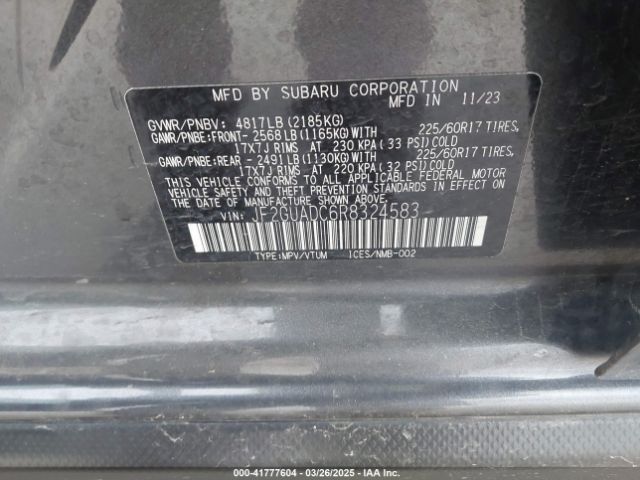 MFD BY SUBARU CORPORATION
MFD IN 11/23
GVWR/PNBV: 4817LB (2185KG)
GAWR/PNBE:FRONT- 2568LB (1165KG) WITH 225/60R17 TIRES,
17X7J RIMS AT 230 KPA ( 33 PSI) COLD
GAWR/PNBE:REAR - 2491LB (1130KG) WITH 225/60R17 TIRES,
17X7J RIMS AT 220 KPA ( 32 PSI) COLD
THIS VEHICLE CONFORMS TO ALL APPLICABLE FEDERAL MOTOR
VEHICLE SAFETY AND THEFT PREVENTION STANDARDS IN
EFFECT ON THE DATE OF MANUFACTURE SHOWN ABOVE.
VIN: JF2GUADC6R8324583
TYPE:MPV/VTUM ICES/NMB-002
000-41777604 - 03/26/2025 - IAA Inc.